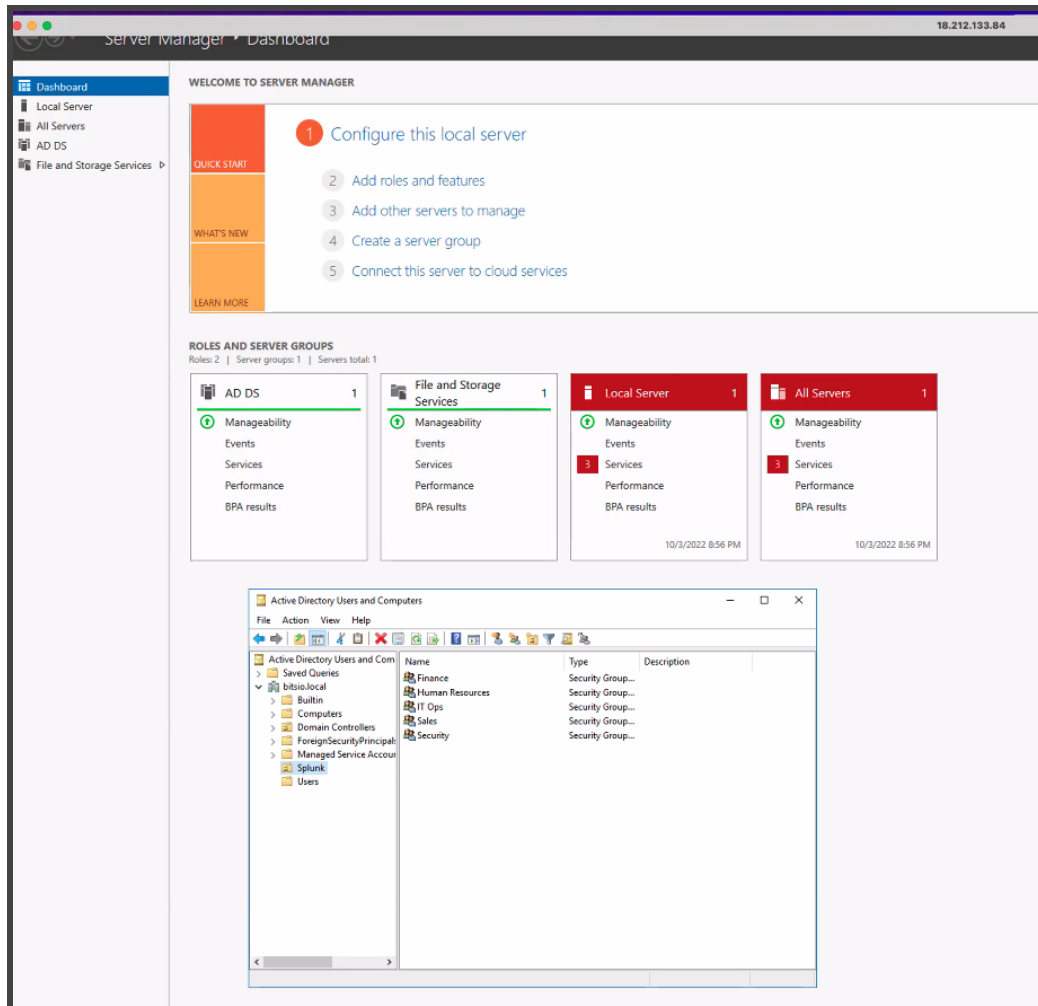 18.212.133.84
Server Manager • Dashboard
Dashboard
Local Server
All Servers
AD DS
File and Storage Services
WELCOME TO SERVER MANAGER
QUICK START
WHAT'S NEW
LEARN MORE
1 Configure this local server
2 Add roles and features
3 Add other servers to manage
4 Create a server group
5 Connect this server to cloud services
ROLES AND SERVER GROUPS
Roles: 2 | Server groups: 1 | Servers total: 1
AD DS 1
Manageability
Events
Services
Performance
BPA results
File and Storage
Services 1
Manageability
Events
Services
Performance
BPA results
Local Server 1
Manageability
Events
3 Services
Performance
BPA results
10/3/2022 8:56 PM
All Servers 1
Manageability
Events
3 Services
Performance
BPA results
10/3/2022 8:56 PM
Active Directory Users and Computers
File Action View Help
Active Directory Users and Com
Saved Queries
bitsio.local
Builtin
Computers
Domain Controllers
ForeignSecurityPrincipals
Managed Service Accour
Splunk
Users
Name Type Description
Finance Security Group...
Human Resources Security Group...
IT Ops Security Group...
Sales Security Group...
Security Security Group...